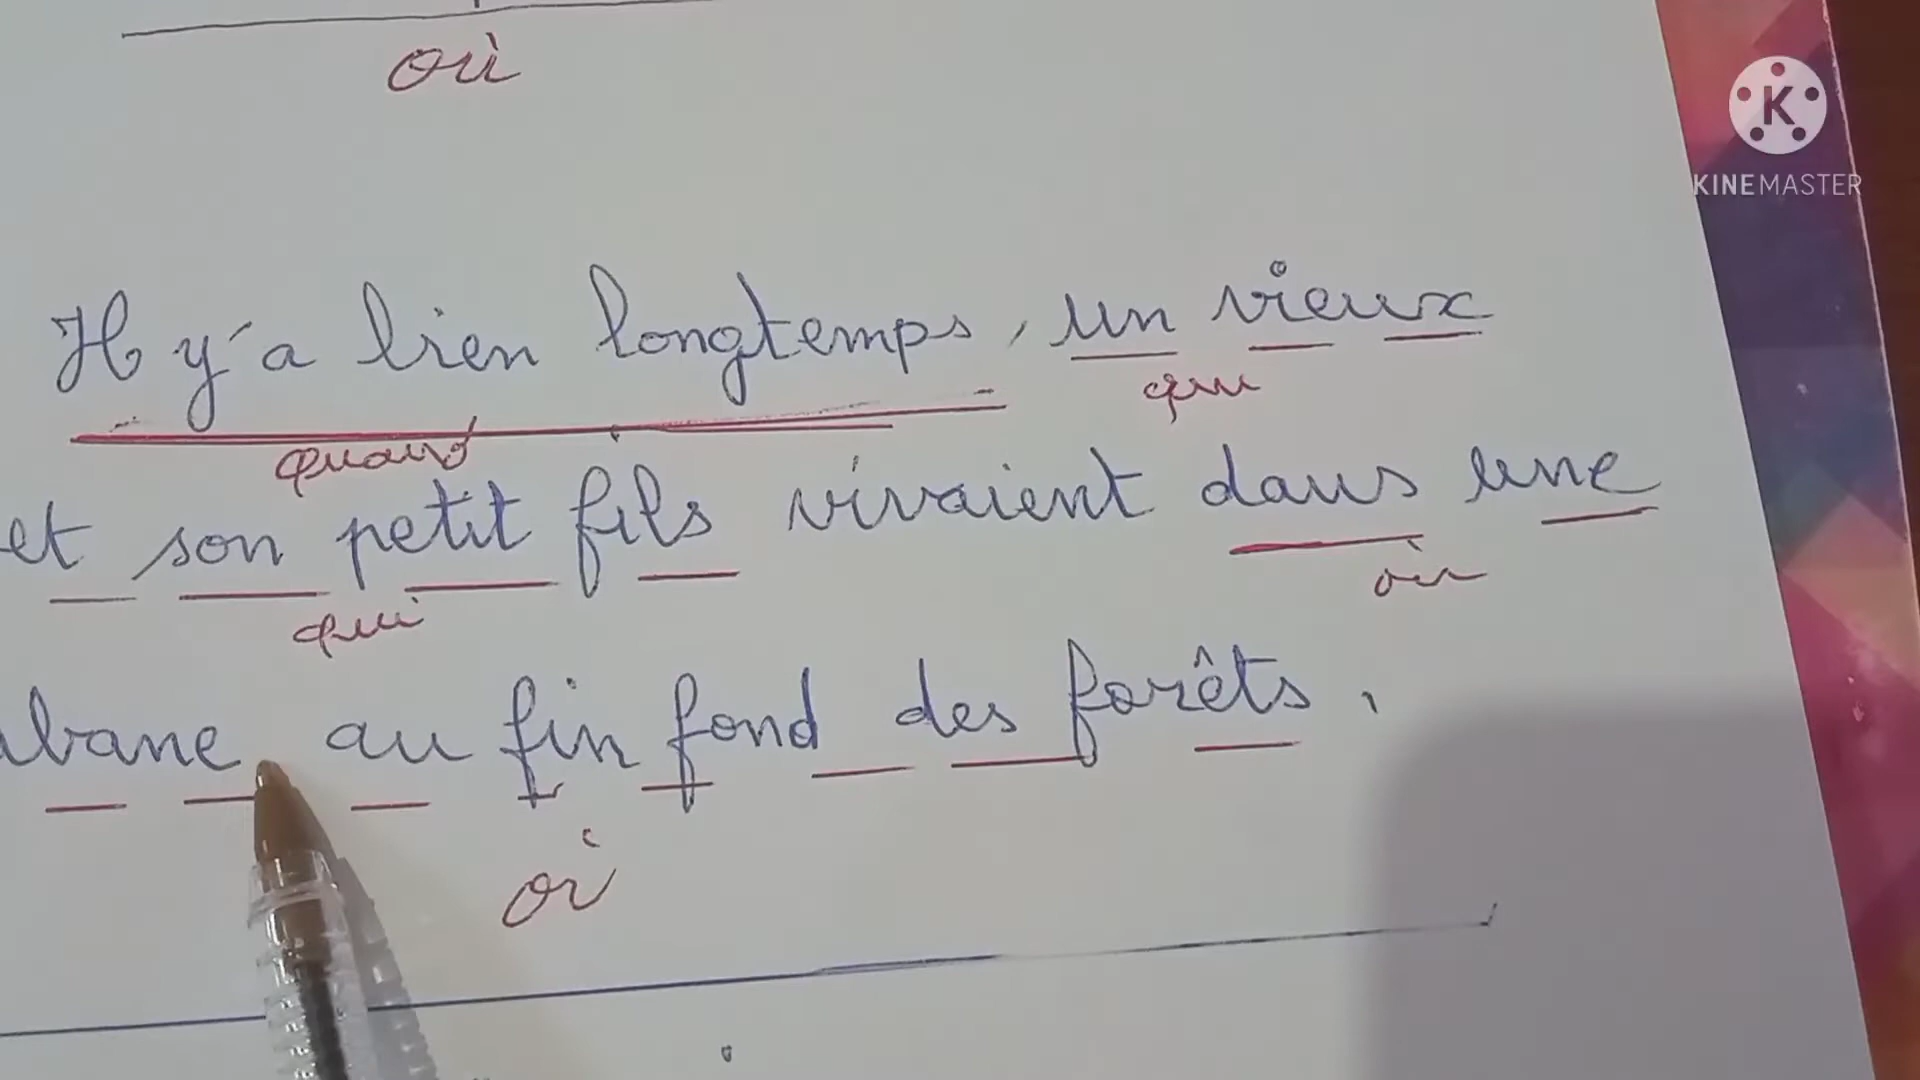 où
KINEMASTER
Il y'a bien longtemps, un vieux
qui
quand
et son petit fils vivaient dans une
où
qui
abane au fin fond des forêts.
où